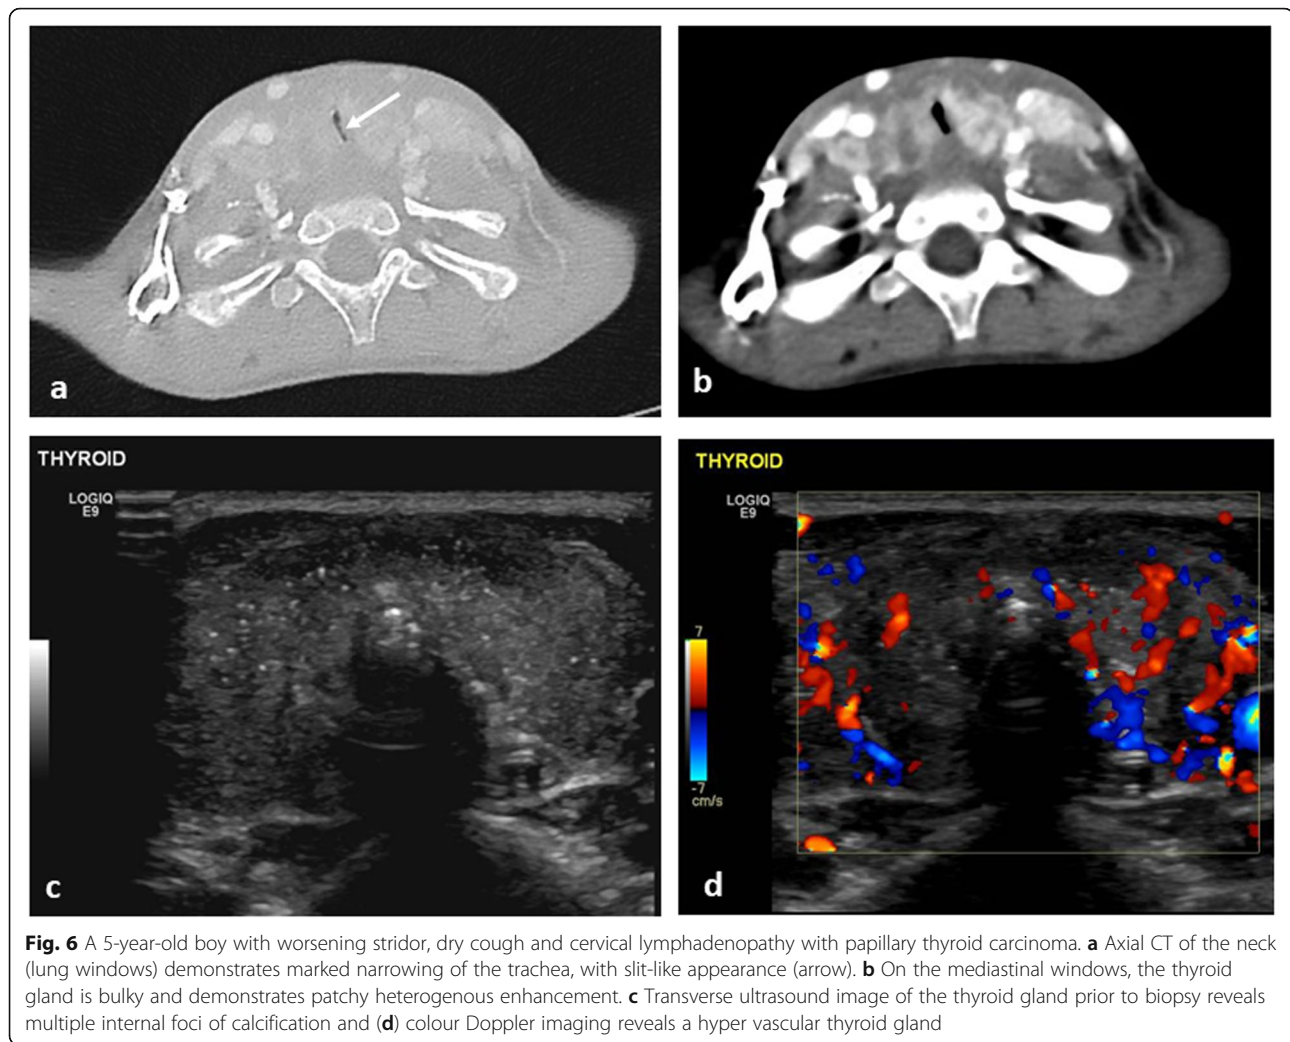 a
b
THYROID
LOGIQ
E9
c
THYROID
LOGIQ
E9
7
-7
cm/s
d
Fig. 6 A 5-year-old boy with worsening stridor, dry cough and cervical lymphadenopathy with papillary thyroid carcinoma. a Axial CT of the neck
(lung windows) demonstrates marked narrowing of the trachea, with slit-like appearance (arrow). b On the mediastinal windows, the thyroid
gland is bulky and demonstrates patchy heterogenous enhancement. c Transverse ultrasound image of the thyroid gland prior to biopsy reveals
multiple internal foci of calcification and (d) colour Doppler imaging reveals a hyper vascular thyroid gland